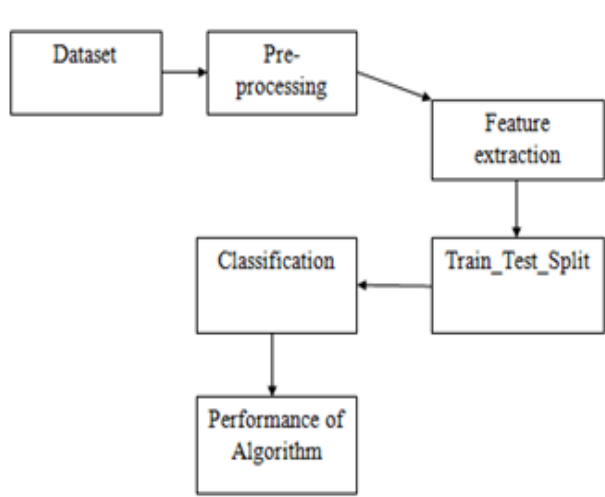 Dataset
Pre-
processing
Feature
extraction
Train_Test_Split
Classification
Performance of
Algorithm